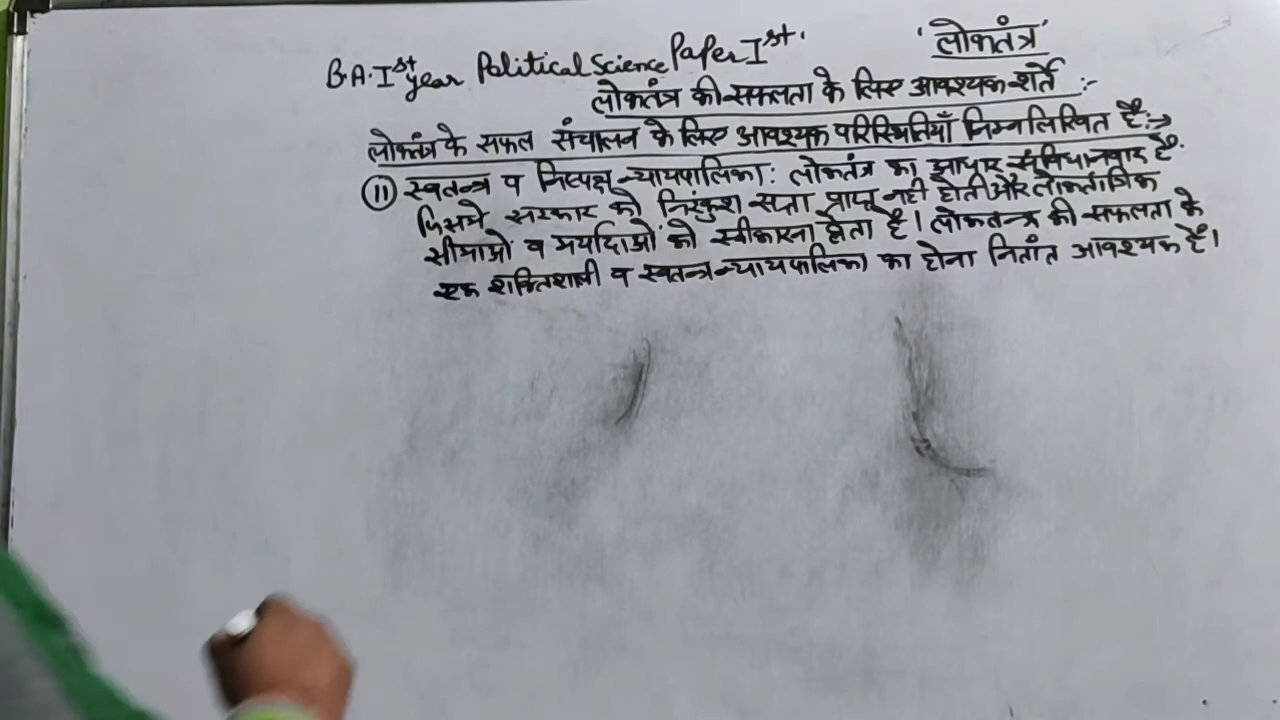 'लोकतंत्र'
B.A. Ist year Political Science Paper Ist.
लोकतंत्र की सफलता के लिए आवश्यक शर्तें :-
लोकतंत्र के सफल संचालन के लिए आवश्यक परिस्थितियाँ निम्नलिखित है :→
(11) स्वतन्त्र व निष्पक्ष न्यायपालिका : लोकतंत्र का आधार संविधानवाद है.
जिसमे सरकार को निरंकुश सत्ता प्राप्त नही होती और लोकतांत्रिक
सीमाओं व मर्यादाओं को स्वीकारना होता है। लोकतन्त्र की सफलता के
एक शक्तिशाली व स्वतन्त्र न्यायपालिका का होना नितांत आवश्यक है।